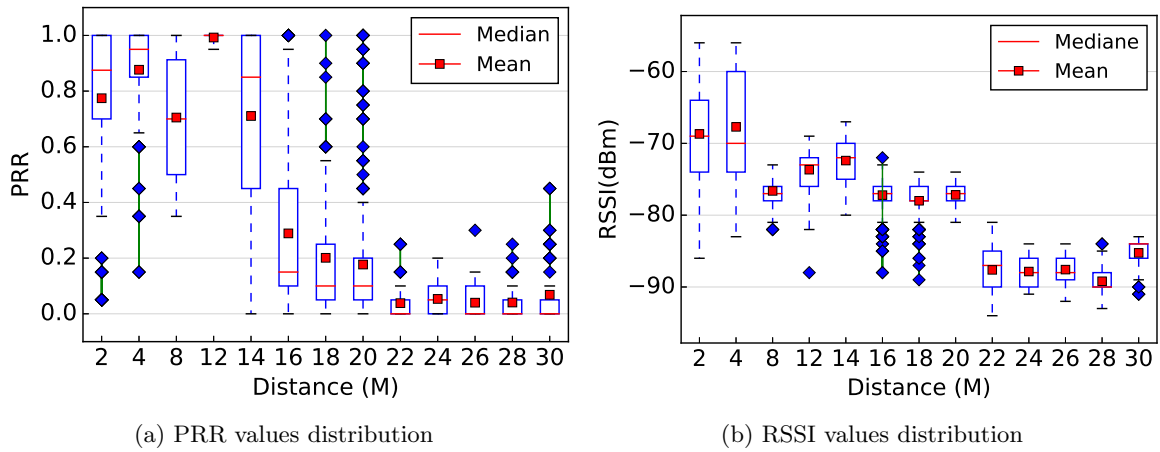 1.0
0.8
0.6
0.4
0.2
0.0
PRR
Median
Mean
2 4 8 12 14 16 18 20 22 24 26 28 30
Distance (M)
(a) PRR values distribution
−60
−70
−80
−90
RSSI(dBm)
Mediane
Mean
2 4 8 12 14 16 18 20 22 24 26 28 30
Distance (M)
(b) RSSI values distribution